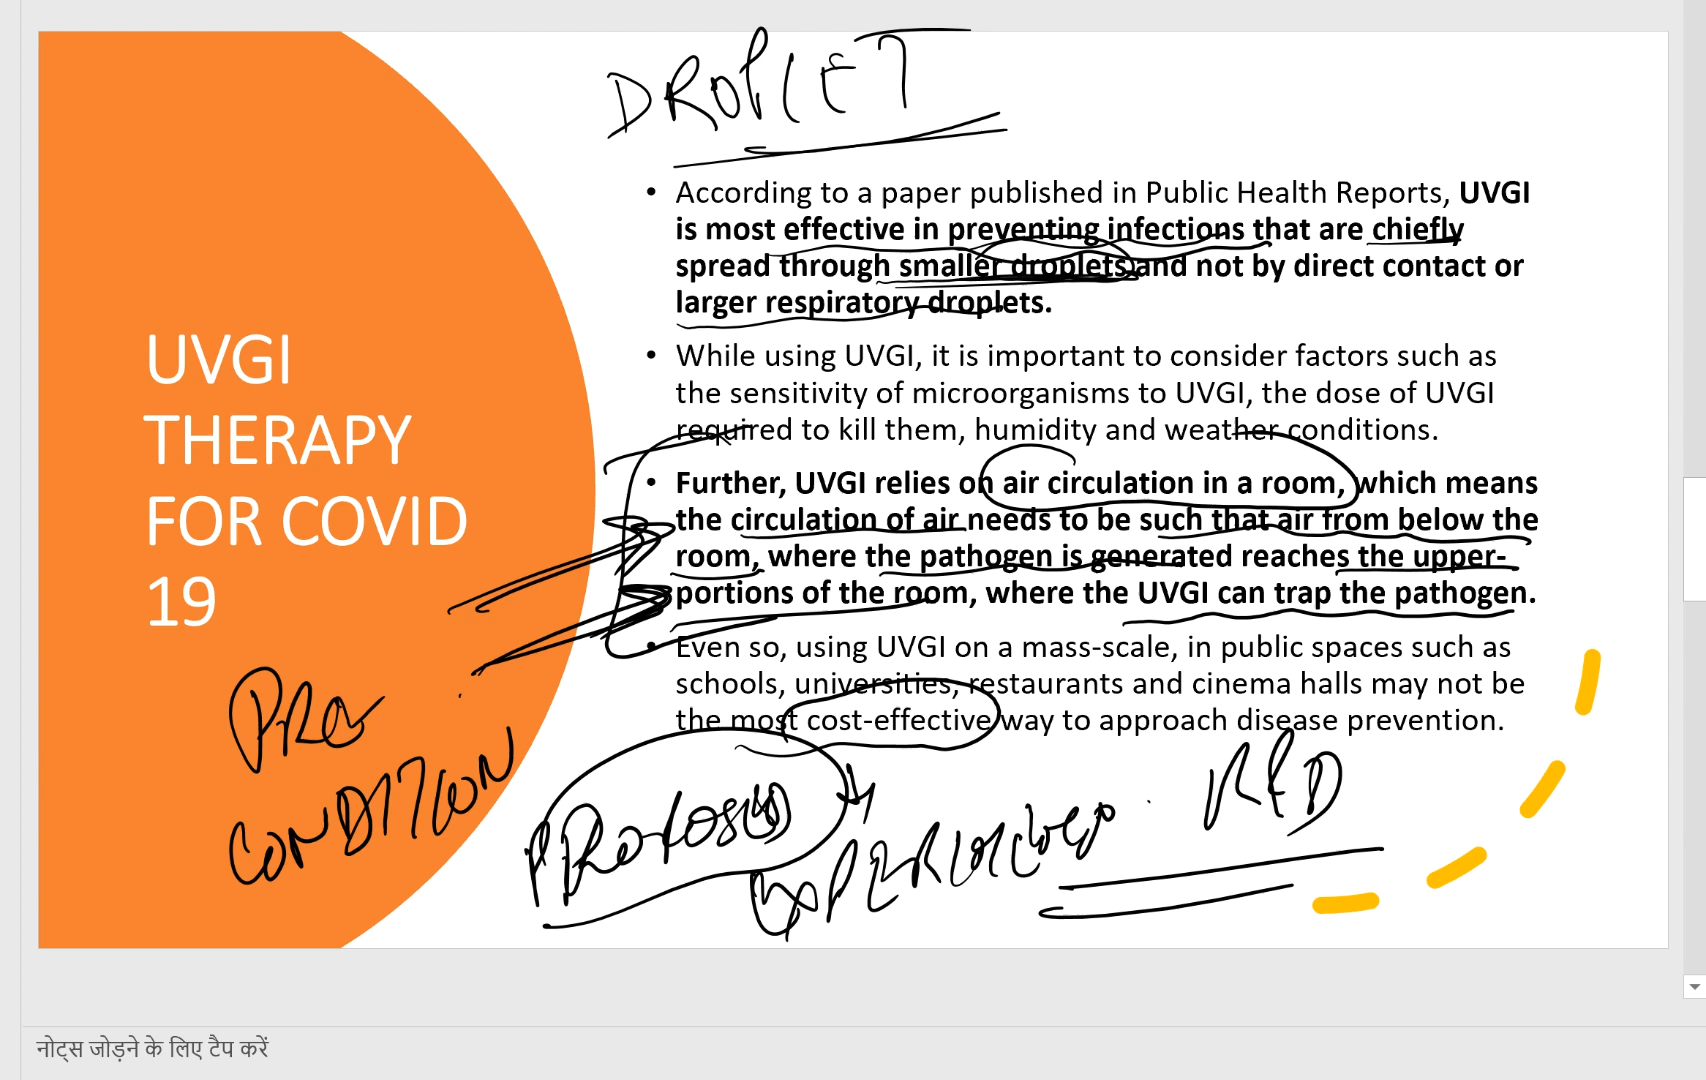 DROPLET
• According to a paper published in Public Health Reports, UVGI
is most effective in preventing infections that are chiefly
spread through smaller droplets and not by direct contact or
larger respiratory droplets.
• While using UVGI, it is important to consider factors such as
the sensitivity of microorganisms to UVGI, the dose of UVGI
required to kill them, humidity and weather conditions.
• Further, UVGI relies on air circulation in a room, which means
the circulation of air needs to be such that air from below the
room, where the pathogen is generated reaches the upper-
portions of the room, where the UVGI can trap the pathogen.
• Even so, using UVGI on a mass-scale, in public spaces such as
schools, universities, restaurants and cinema halls may not be
the most cost-effective way to approach disease prevention.
UVGI
THERAPY
FOR COVID
19
PRE
CONDITION
नोट्स जोड़ने के लिए टैप करें